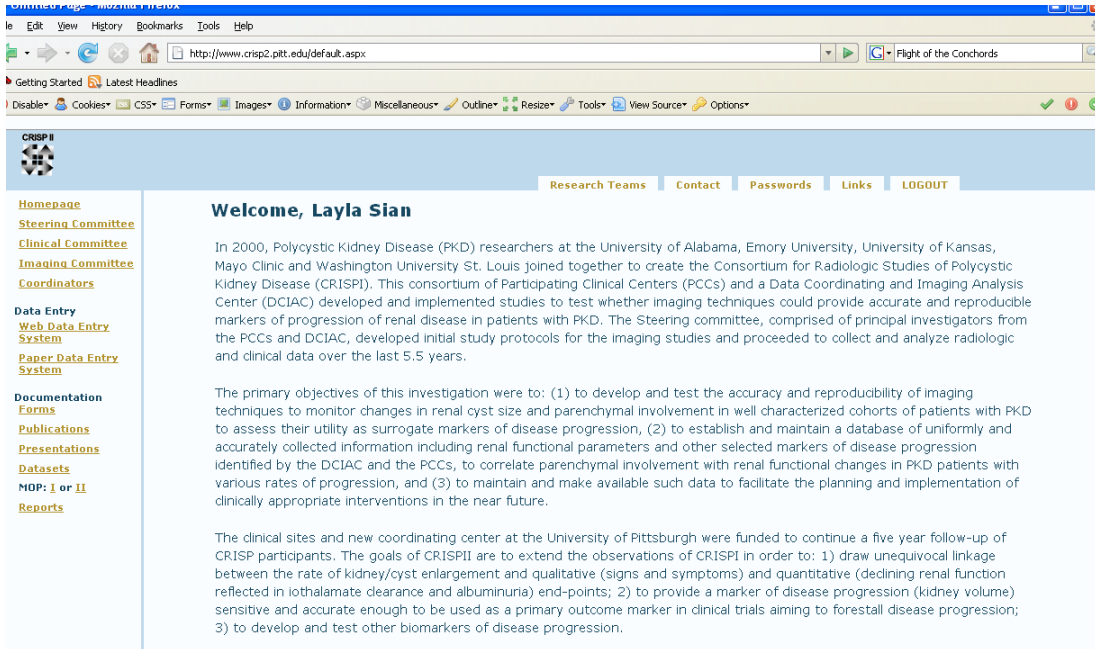 Untitled Page - Mozilla Firefox
Edit View History Bookmarks Tools Help
http://www.crisp2.pitt.edu/default.aspx G Flight of the Conchords
Getting Started Latest Headlines
Disable Cookies CSS Forms Images Information Miscellaneous Outline Resize Tools View Source Options
CRISP II
Research Teams Contact Passwords Links LOGOUT
Homepage
Steering Committee
Clinical Committee
Imaging Committee
Coordinators
Data Entry
Web Data Entry
System
Paper Data Entry
System
Documentation
Forms
Publications
Presentations
Datasets
MOP: I or II
Reports
Welcome, Layla Sian
In 2000, Polycystic Kidney Disease (PKD) researchers at the University of Alabama, Emory University, University of Kansas,
Mayo Clinic and Washington University St. Louis joined together to create the Consortium for Radiologic Studies of Polycystic
Kidney Disease (CRISPI). This consortium of Participating Clinical Centers (PCCs) and a Data Coordinating and Imaging Analysis
Center (DCIAC) developed and implemented studies to test whether imaging techniques could provide accurate and reproducible
markers of progression of renal disease in patients with PKD. The Steering committee, comprised of principal investigators from
the PCCs and DCIAC, developed initial study protocols for the imaging studies and proceeded to collect and analyze radiologic
and clinical data over the last 5.5 years.
The primary objectives of this investigation were to: (1) to develop and test the accuracy and reproducibility of imaging
techniques to monitor changes in renal cyst size and parenchymal involvement in well characterized cohorts of patients with PKD
to assess their utility as surrogate markers of disease progression, (2) to establish and maintain a database of uniformly and
accurately collected information including renal functional parameters and other selected markers of disease progression
identified by the DCIAC and the PCCs, to correlate parenchymal involvement with renal functional changes in PKD patients with
various rates of progression, and (3) to maintain and make available such data to facilitate the planning and implementation of
clinically appropriate interventions in the near future.
The clinical sites and new coordinating center at the University of Pittsburgh were funded to continue a five year follow-up of
CRISP participants. The goals of CRISPII are to extend the observations of CRISPI in order to: 1) draw unequivocal linkage
between the rate of kidney/cyst enlargement and qualitative (signs and symptoms) and quantitative (declining renal function
reflected in iothalamate clearance and albuminuria) end-points; 2) to provide a marker of disease progression (kidney volume)
sensitive and accurate enough to be used as a primary outcome marker in clinical trials aiming to forestall disease progression;
3) to develop and test other biomarkers of disease progression.